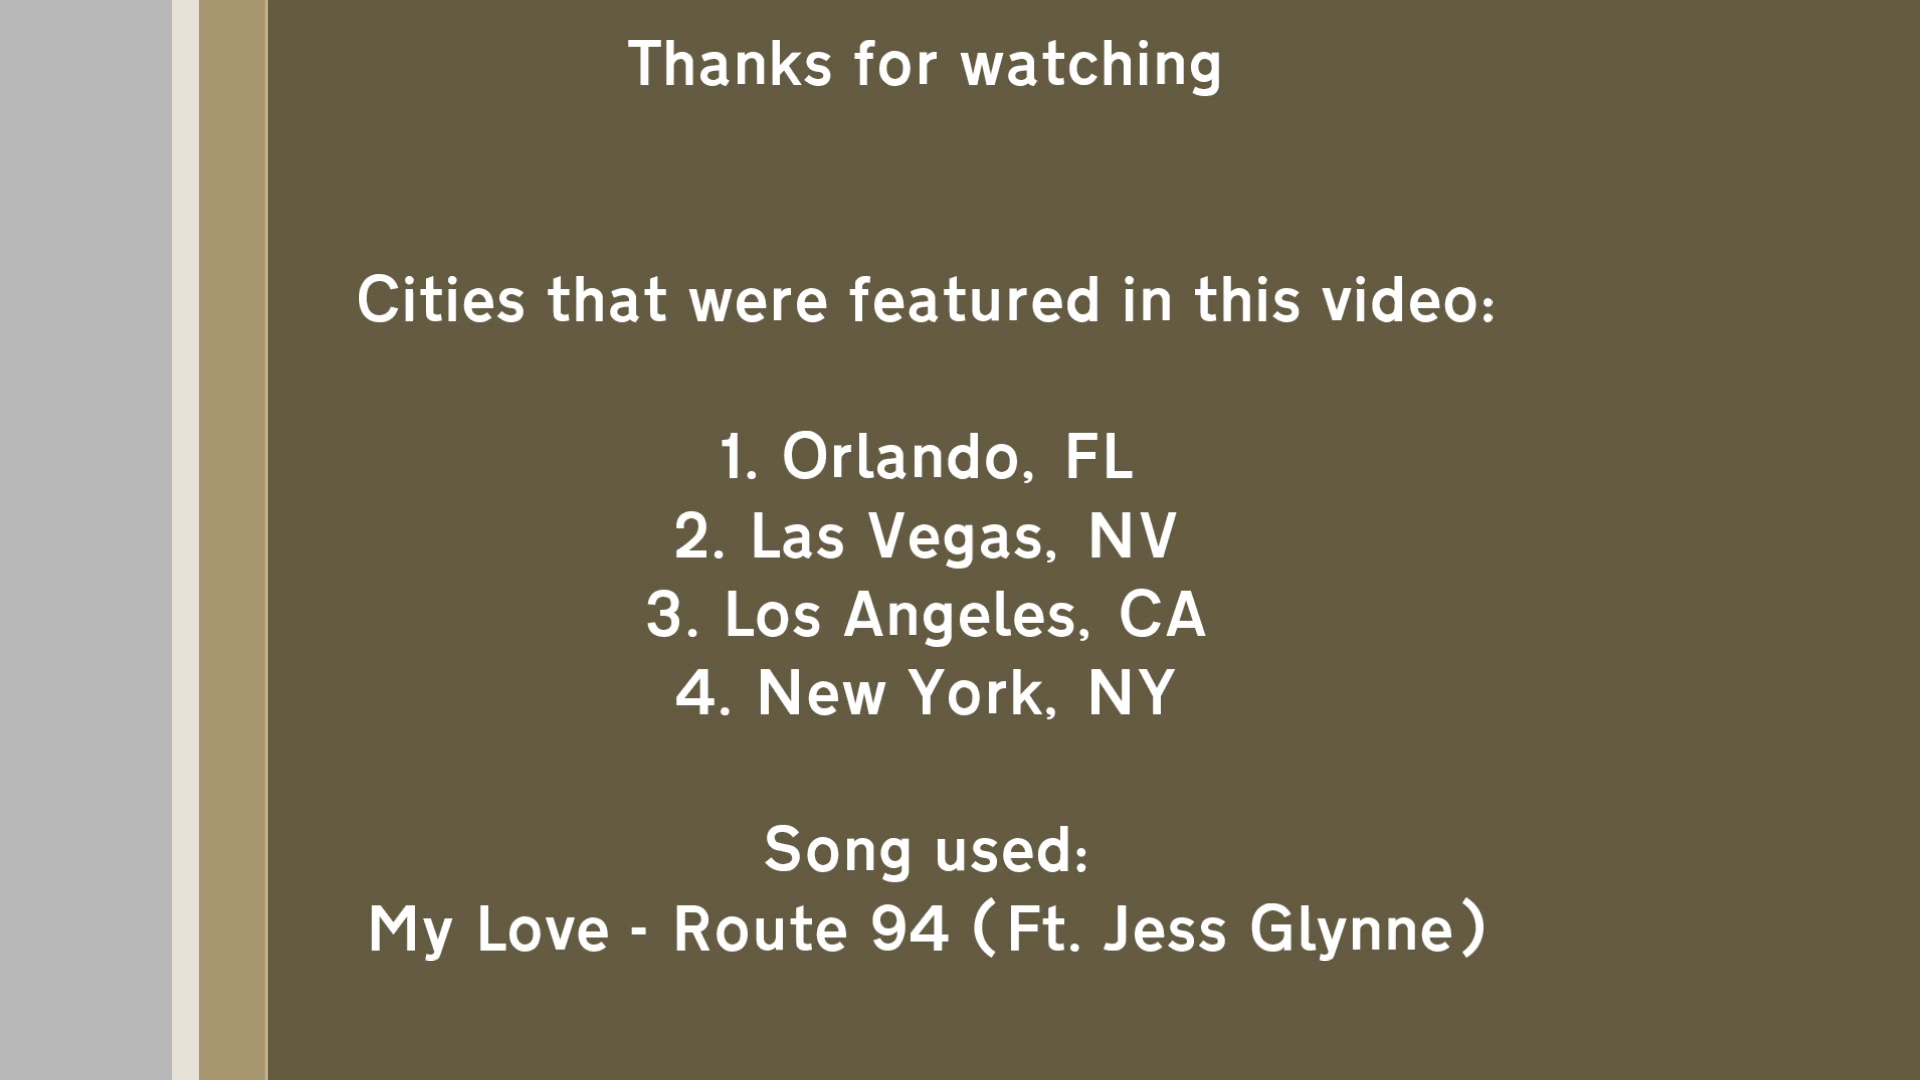 Thanks for watching
Cities that were featured in this video:
1. Orlando, FL
2. Las Vegas, NV
3. Los Angeles, CA
4. New York, NY
Song used:
My Love - Route 94 (Ft. Jess Glynne)